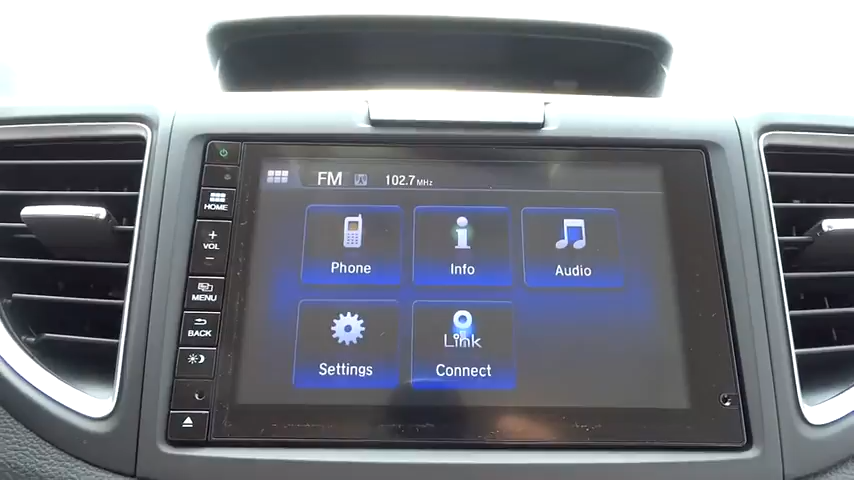 FM 102.7 MHz
HOME
VOL
MENU
BACK
Phone
Info
Audio
Settings
Link
Connect